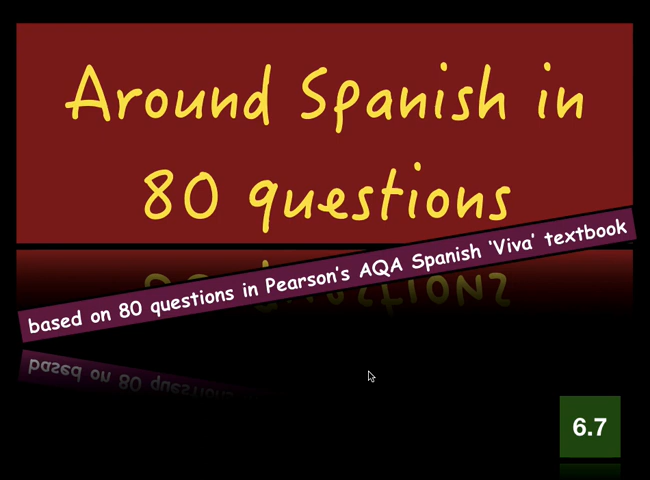 Around Spanish in
80 questions
based on 80 questions in Pearson's AQA Spanish 'Viva' textbook
6.7